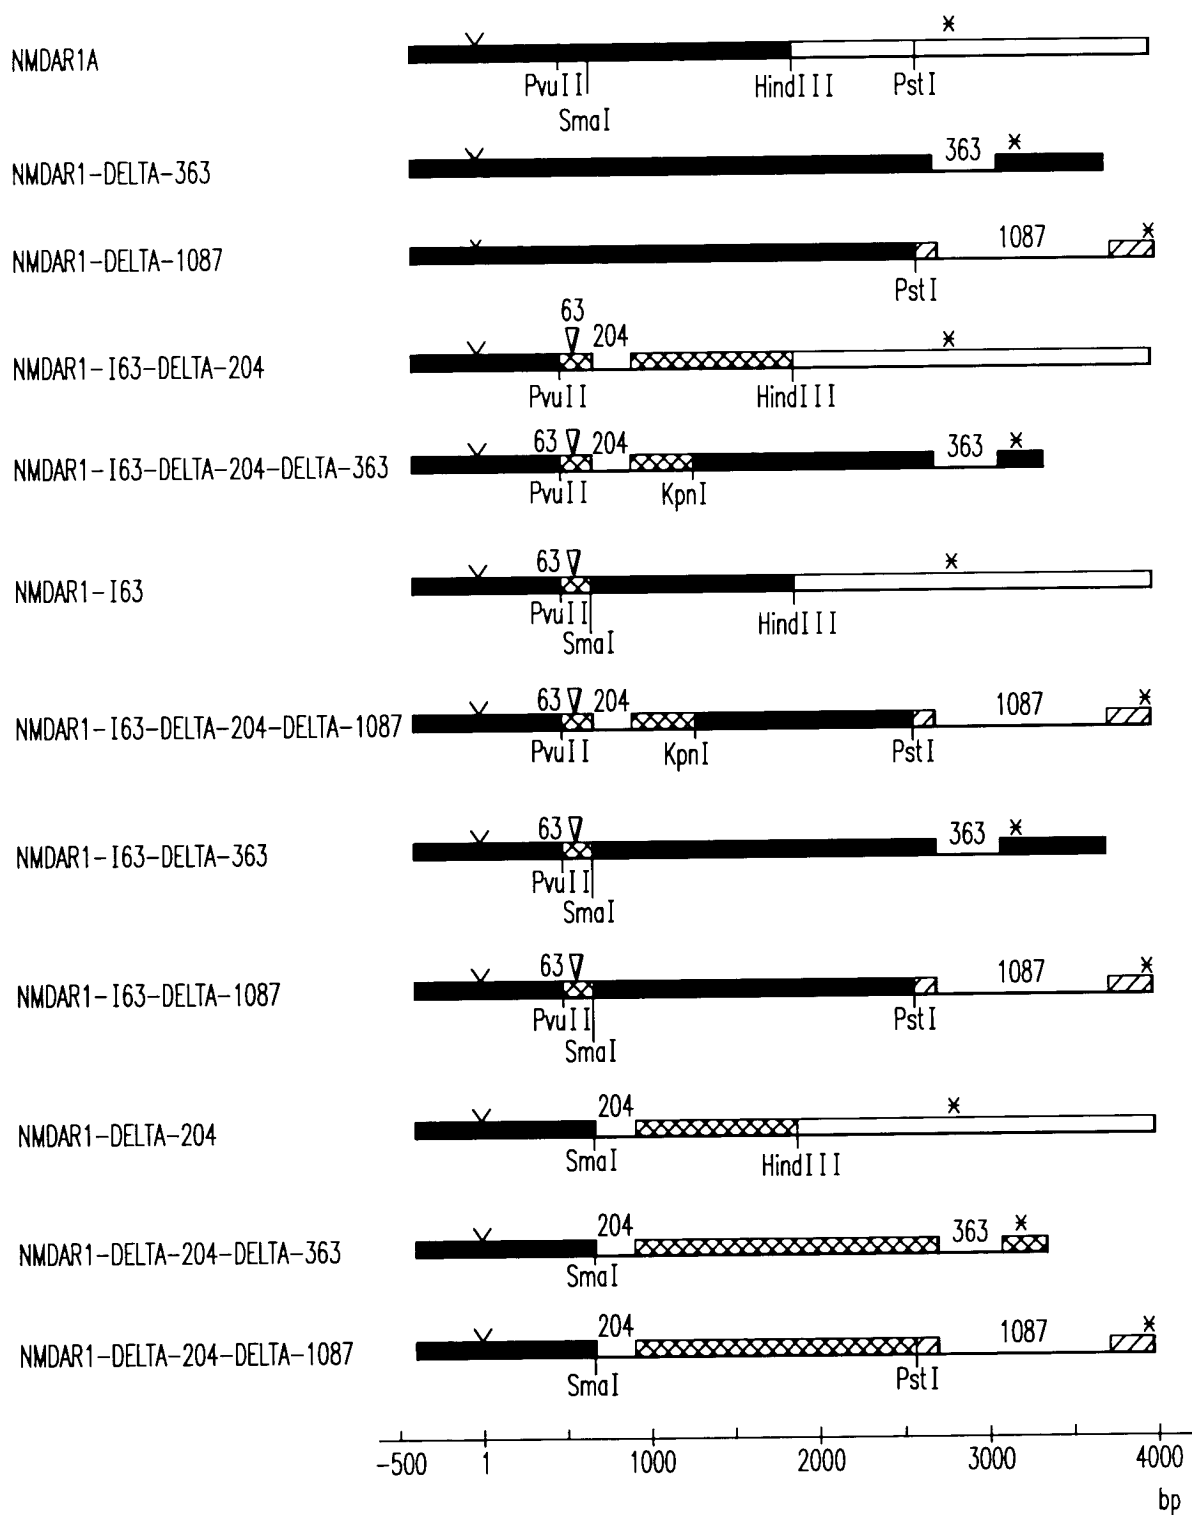 NMDAR1A
*
PvuII
HindIII
PstI
SmaI
NMDAR1-DELTA-363
363
*
NMDAR1-DELTA-1087
1087
*
PstI
63
NMDAR1-I63-DELTA-204
204
*
PvuII
HindIII
NMDAR1-I63-DELTA-204-DELTA-363
63
204
363
*
PvuII
KpnI
NMDAR1-I63
63
*
PvuII
HindIII
SmaI
NMDAR1-I63-DELTA-204-DELTA-1087
63
204
1087
*
PvuII
KpnI
PstI
NMDAR1-I63-DELTA-363
63
363
*
PvuII
SmaI
NMDAR1-I63-DELTA-1087
63
1087
*
PvuII
PstI
SmaI
NMDAR1-DELTA-204
204
*
SmaI
HindIII
NMDAR1-DELTA-204-DELTA-363
204
363
*
SmaI
NMDAR1-DELTA-204-DELTA-1087
204
1087
*
SmaI
PstI
-500 1 1000 2000 3000 4000
bp